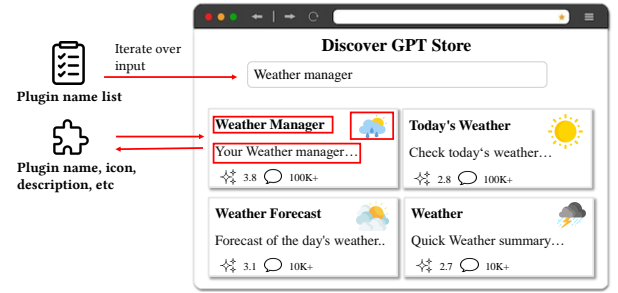 Discover GPT Store
Iterate over
input
Weather manager
Plugin name list
Weather Manager
Your Weather manager…
3.8 100K+
Today's Weather
Check today‘s weather…
2.8 100K+
Plugin name, icon,
description, etc
Weather Forecast
Forecast of the day's weather..
3.1 10K+
Weather
Quick Weather summary…
2.7 10K+